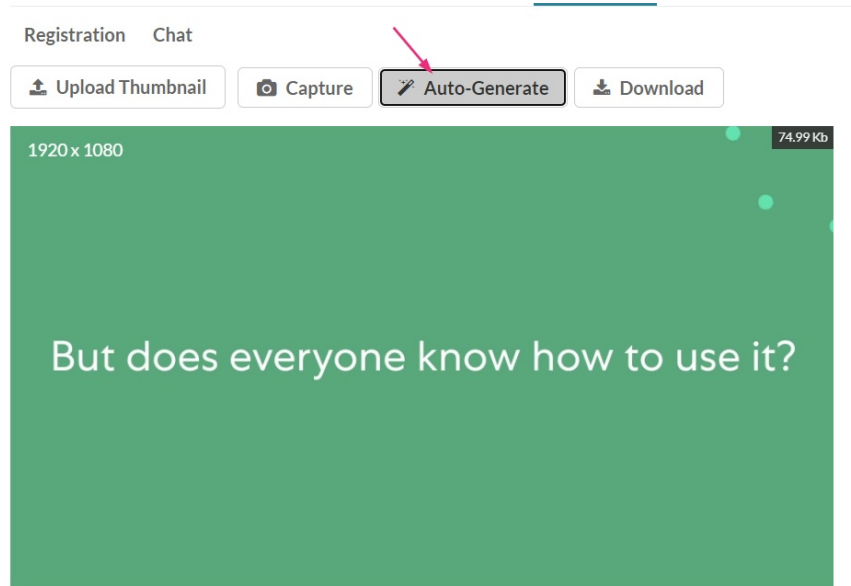 Registration Chat
Upload Thumbnail Capture Auto-Generate Download
1920 x 1080 74.99 Kb
But does everyone know how to use it?